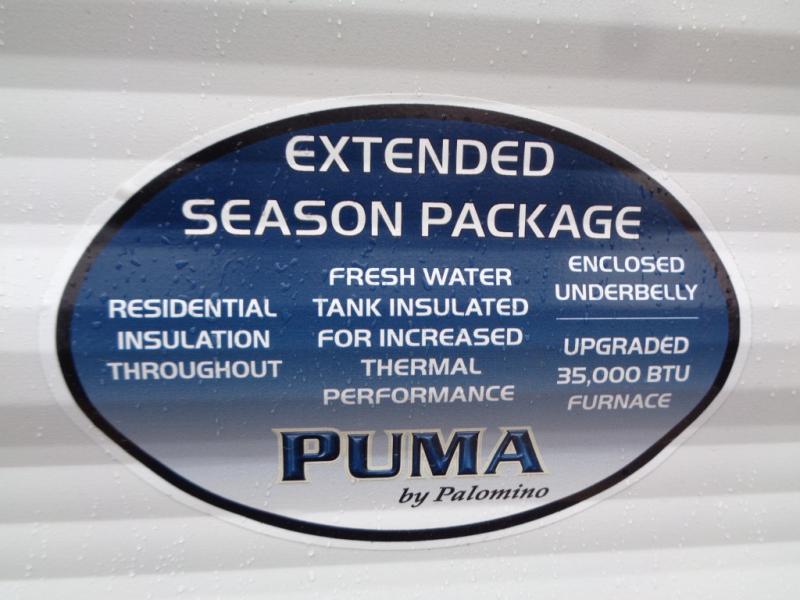 EXTENDED
SEASON PACKAGE
RESIDENTIAL
INSULATION
THROUGHOUT
FRESH WATER
TANK INSULATED
FOR INCREASED
THERMAL
PERFORMANCE
ENCLOSED
UNDERBELLY
UPGRADED
35,000 BTU
FURNACE
PUMA
by Palomino